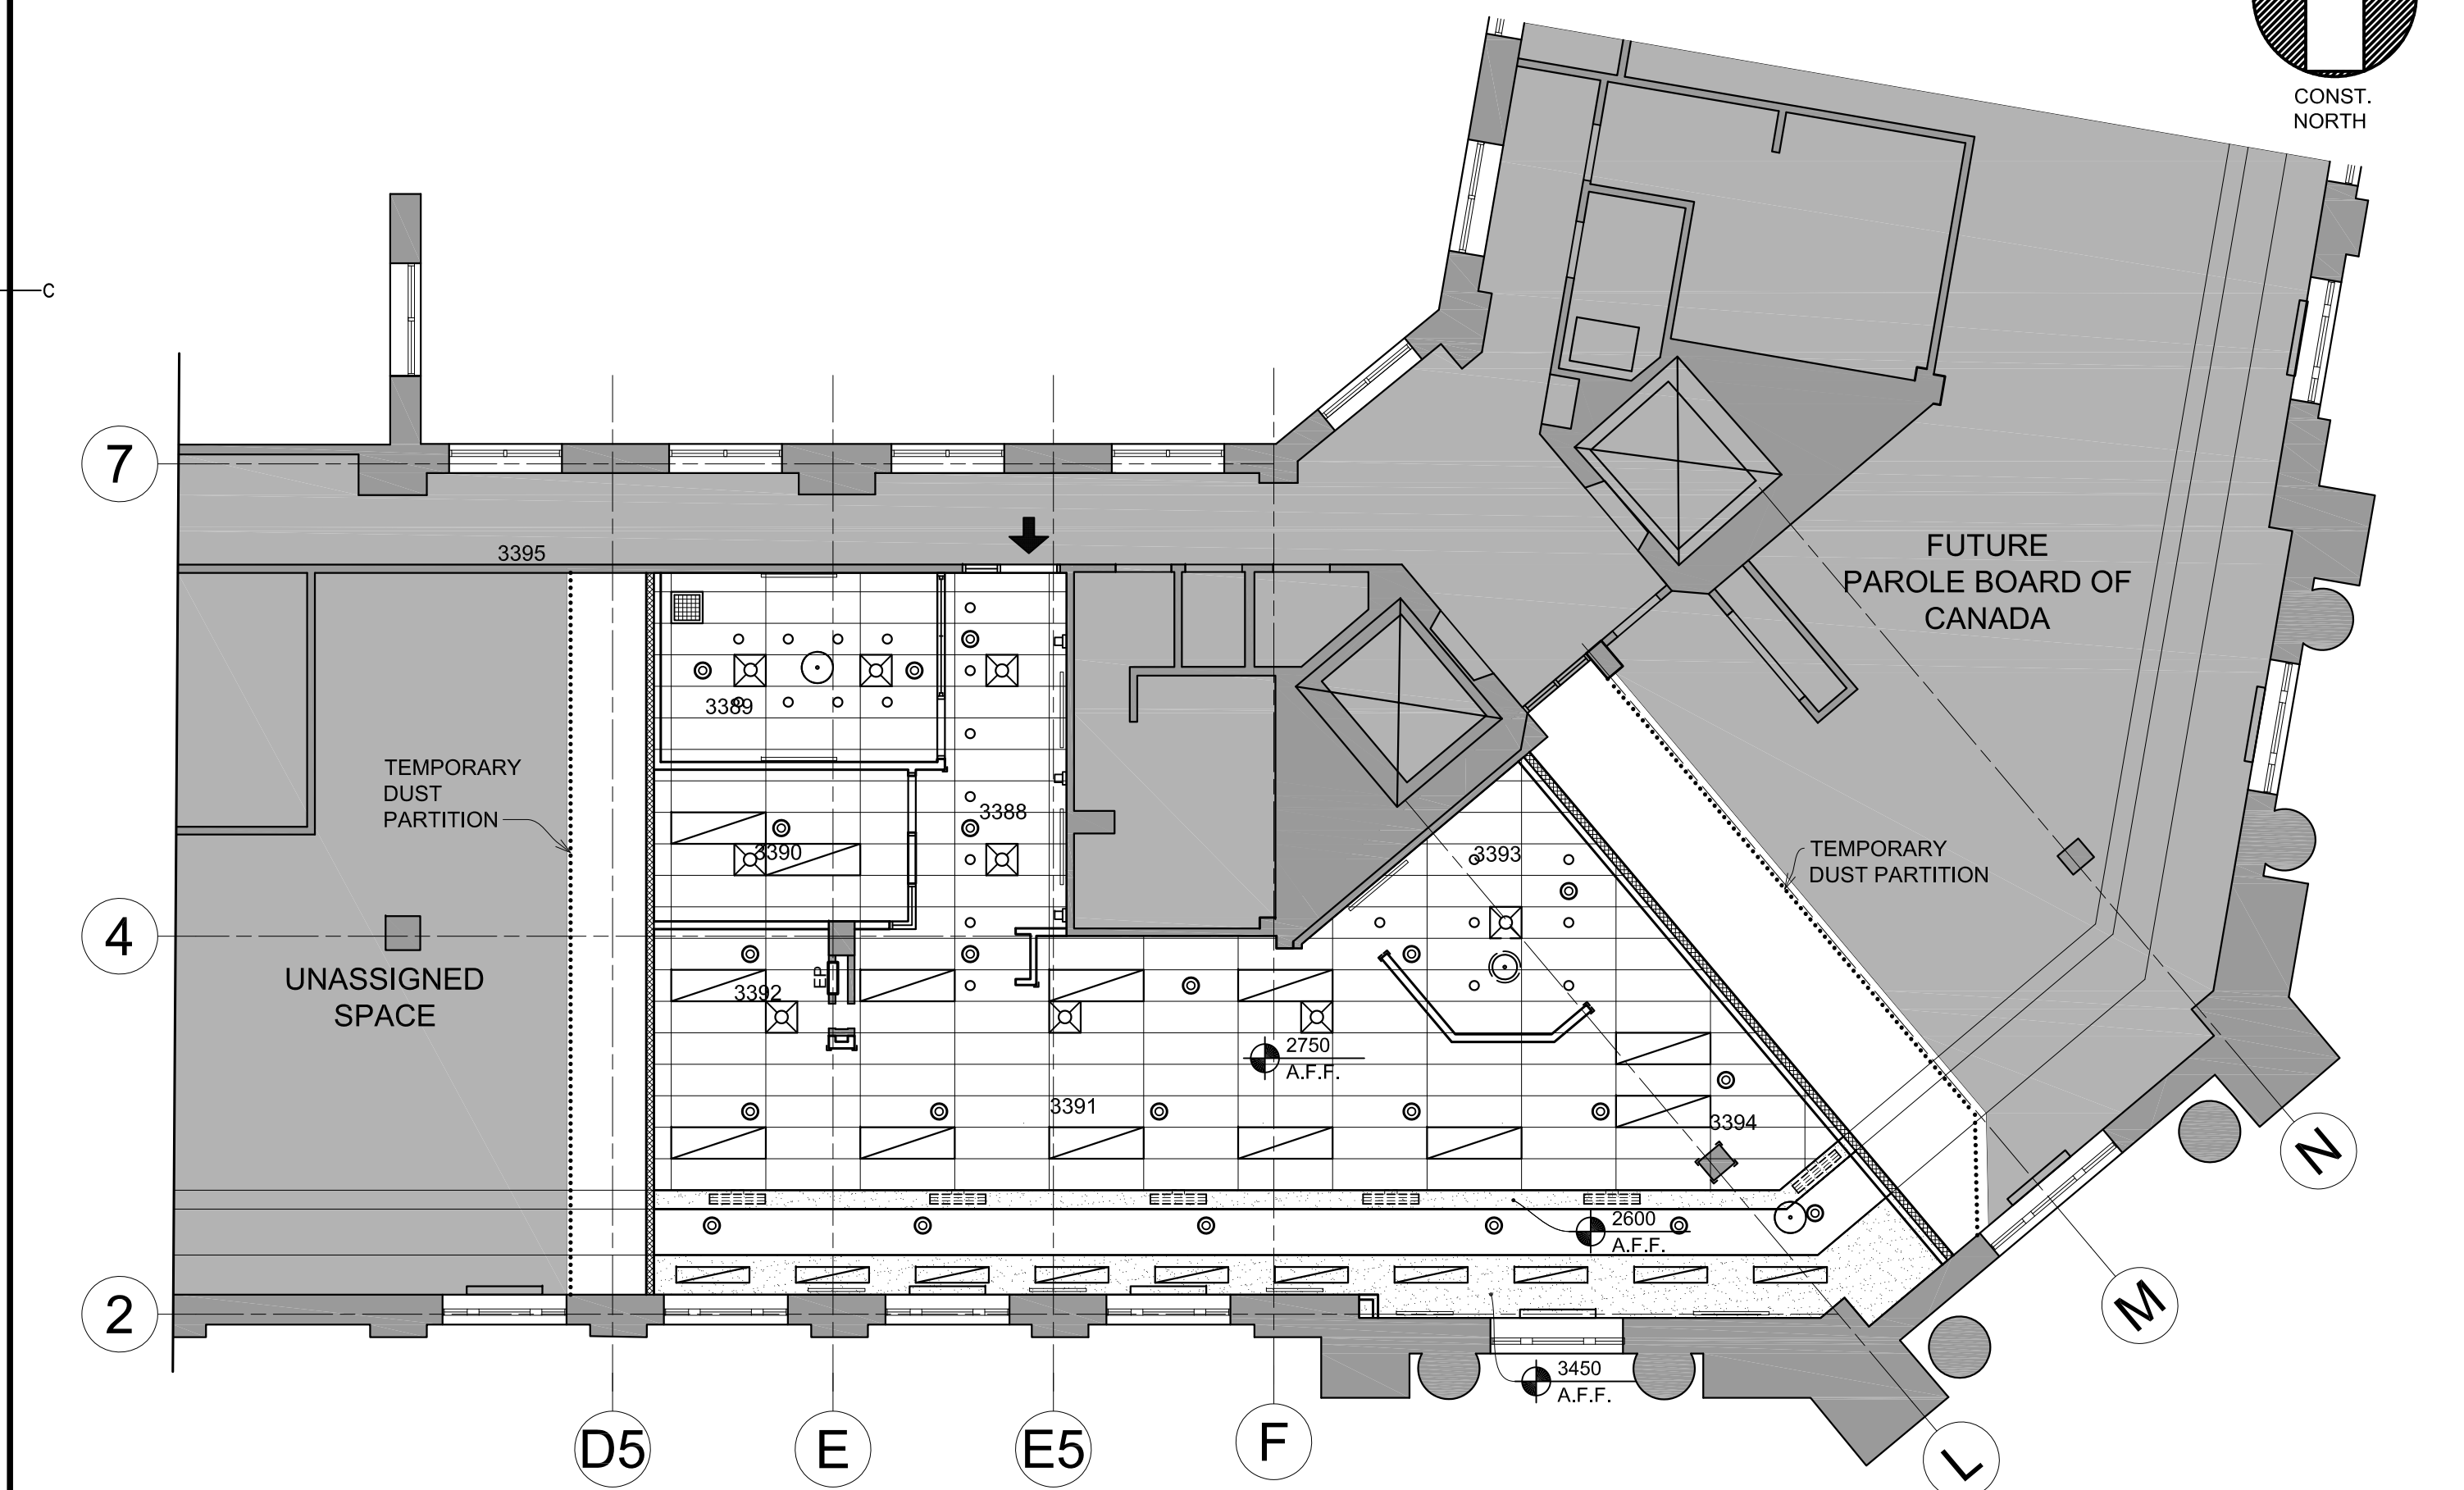 CONST.
NORTH
C
7
3395
FUTURE
PAROLE BOARD OF
CANADA
3389
TEMPORARY
DUST
PARTITION
3388
3390
3393
TEMPORARY
DUST PARTITION
4
UNASSIGNED
SPACE
EP
3392
2750
A.F.F.
3391
3394
N
2600
A.F.F.
2
M
3450
A.F.F.
D5
E
E5
F
L